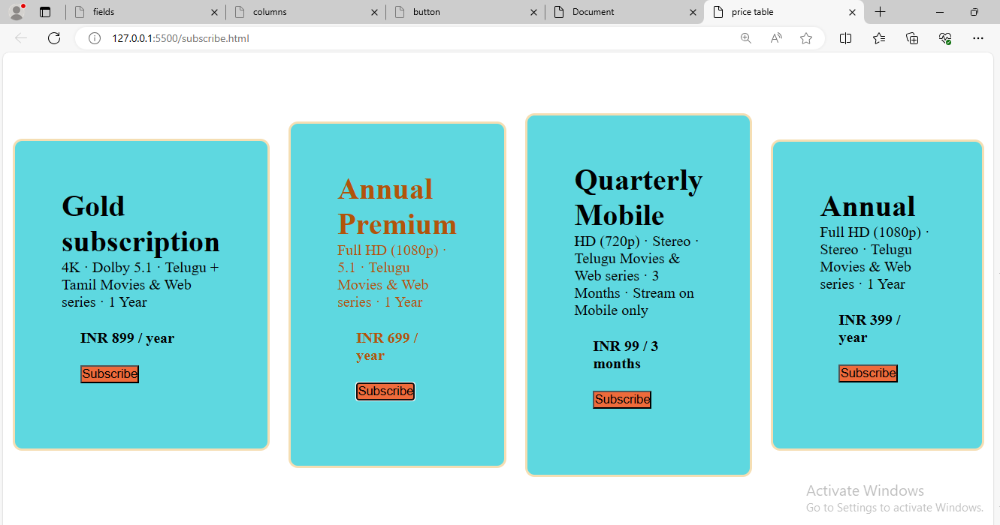 fields
columns
button
Document
price table
127.0.0.1:5500/subscribe.html
Gold
subscription
4K · Dolby 5.1 · Telugu +
Tamil Movies & Web
series · 1 Year
INR 899 / year
Subscribe
Annual
Premium
Full HD (1080p) ·
5.1 · Telugu
Movies & Web
series · 1 Year
INR 699 /
year
Subscribe
Quarterly
Mobile
HD (720p) · Stereo ·
Telugu Movies &
Web series · 3
Months · Stream on
Mobile only
INR 99 / 3
months
Subscribe
Annual
Full HD (1080p) ·
Stereo · Telugu
Movies & Web
series · 1 Year
INR 399 /
year
Subscribe
Activate Windows
Go to Settings to activate Windows.